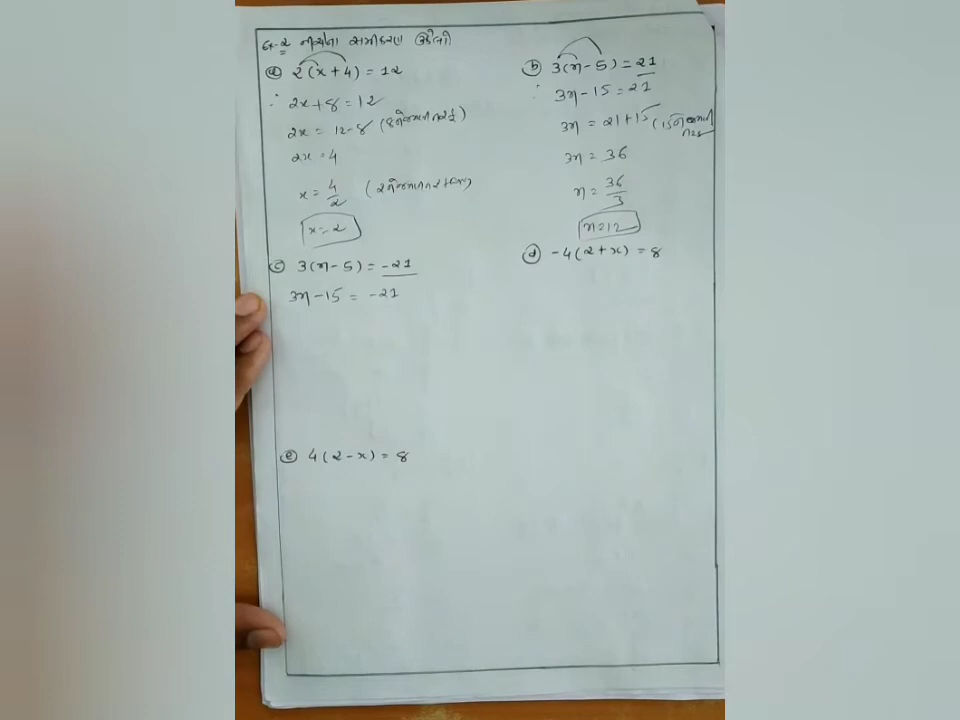 નીચેના સમીકરણ ઉકેલો
ⓐ 2(x+4) = 12
∴ 2x+8 = 12
2x = 12-8
2x = 4
x = 4/2
x = 2
ⓑ 3(n-5) = 21
∴ 3n-15 = 21
3n = 21+15
3n = 36
n = 36/3
n = 12
ⓒ 3(n-5) = -21
3n-15 = -21
ⓓ -4(2+x) = 8
ⓔ 4(2-x) = 8